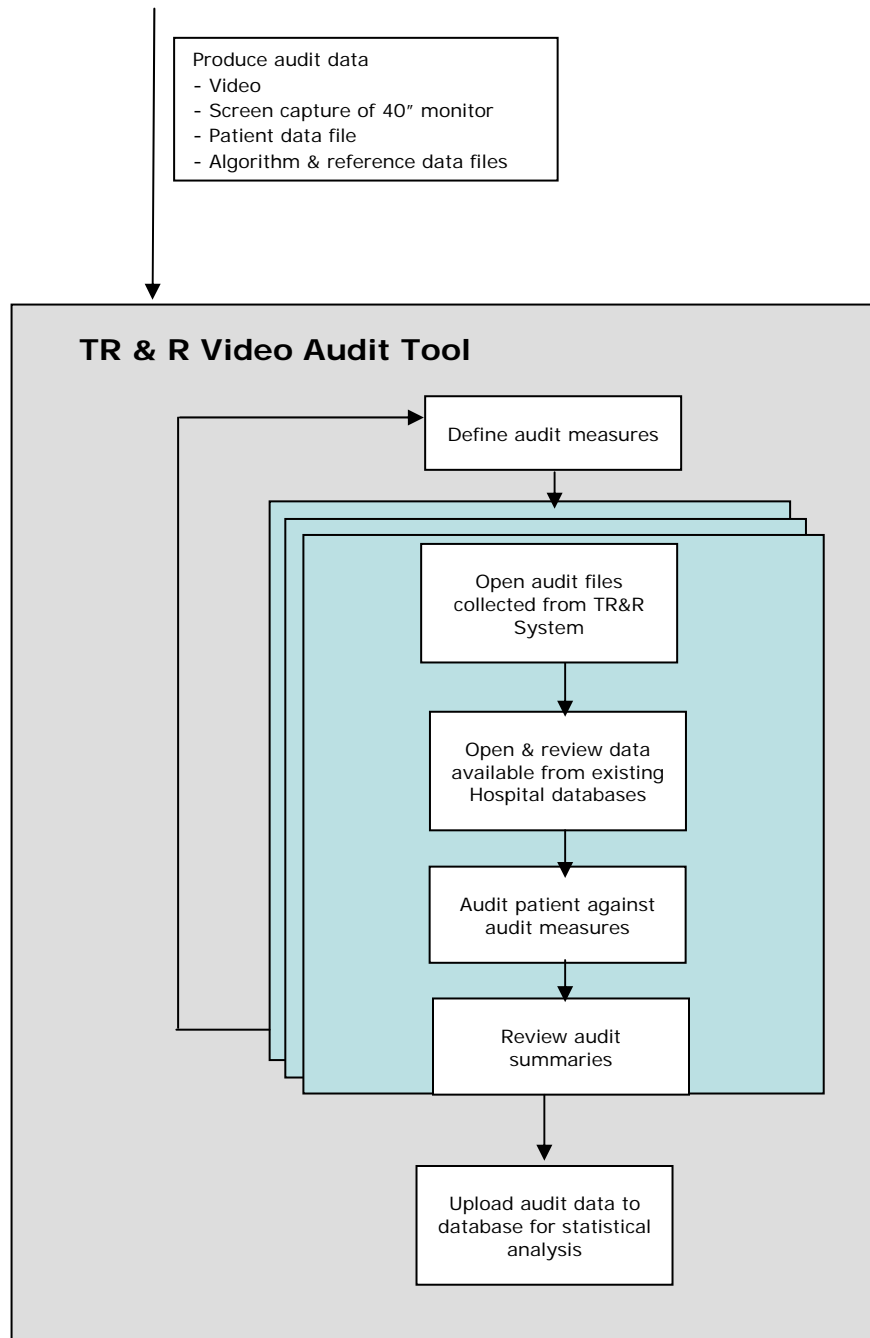 Produce audit data
- Video
- Screen capture of 40″ monitor
- Patient data file
- Algorithm & reference data files
TR & R Video Audit Tool
Define audit measures
Open audit files
collected from TR&R
System
Open & review data
available from existing
Hospital databases
Audit patient against
audit measures
Review audit
summaries
Upload audit data to
database for statistical
analysis